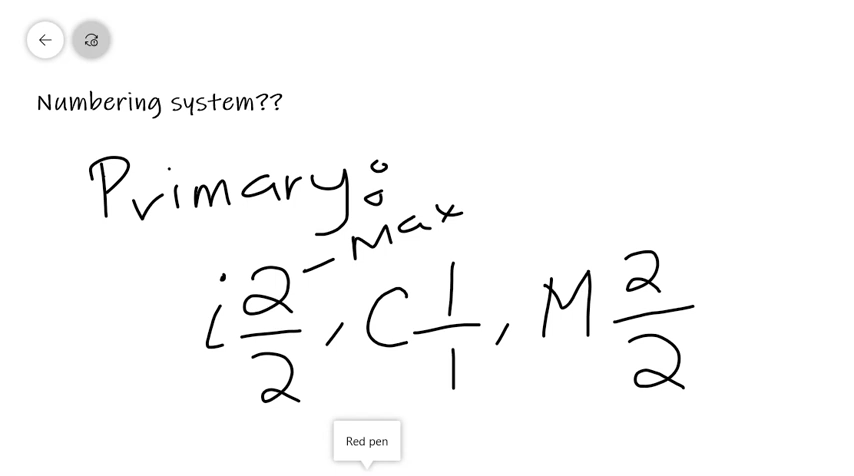 Numbering system??
Primary:
i 2/2 - Max, C 1/1, M 2/2
Red pen